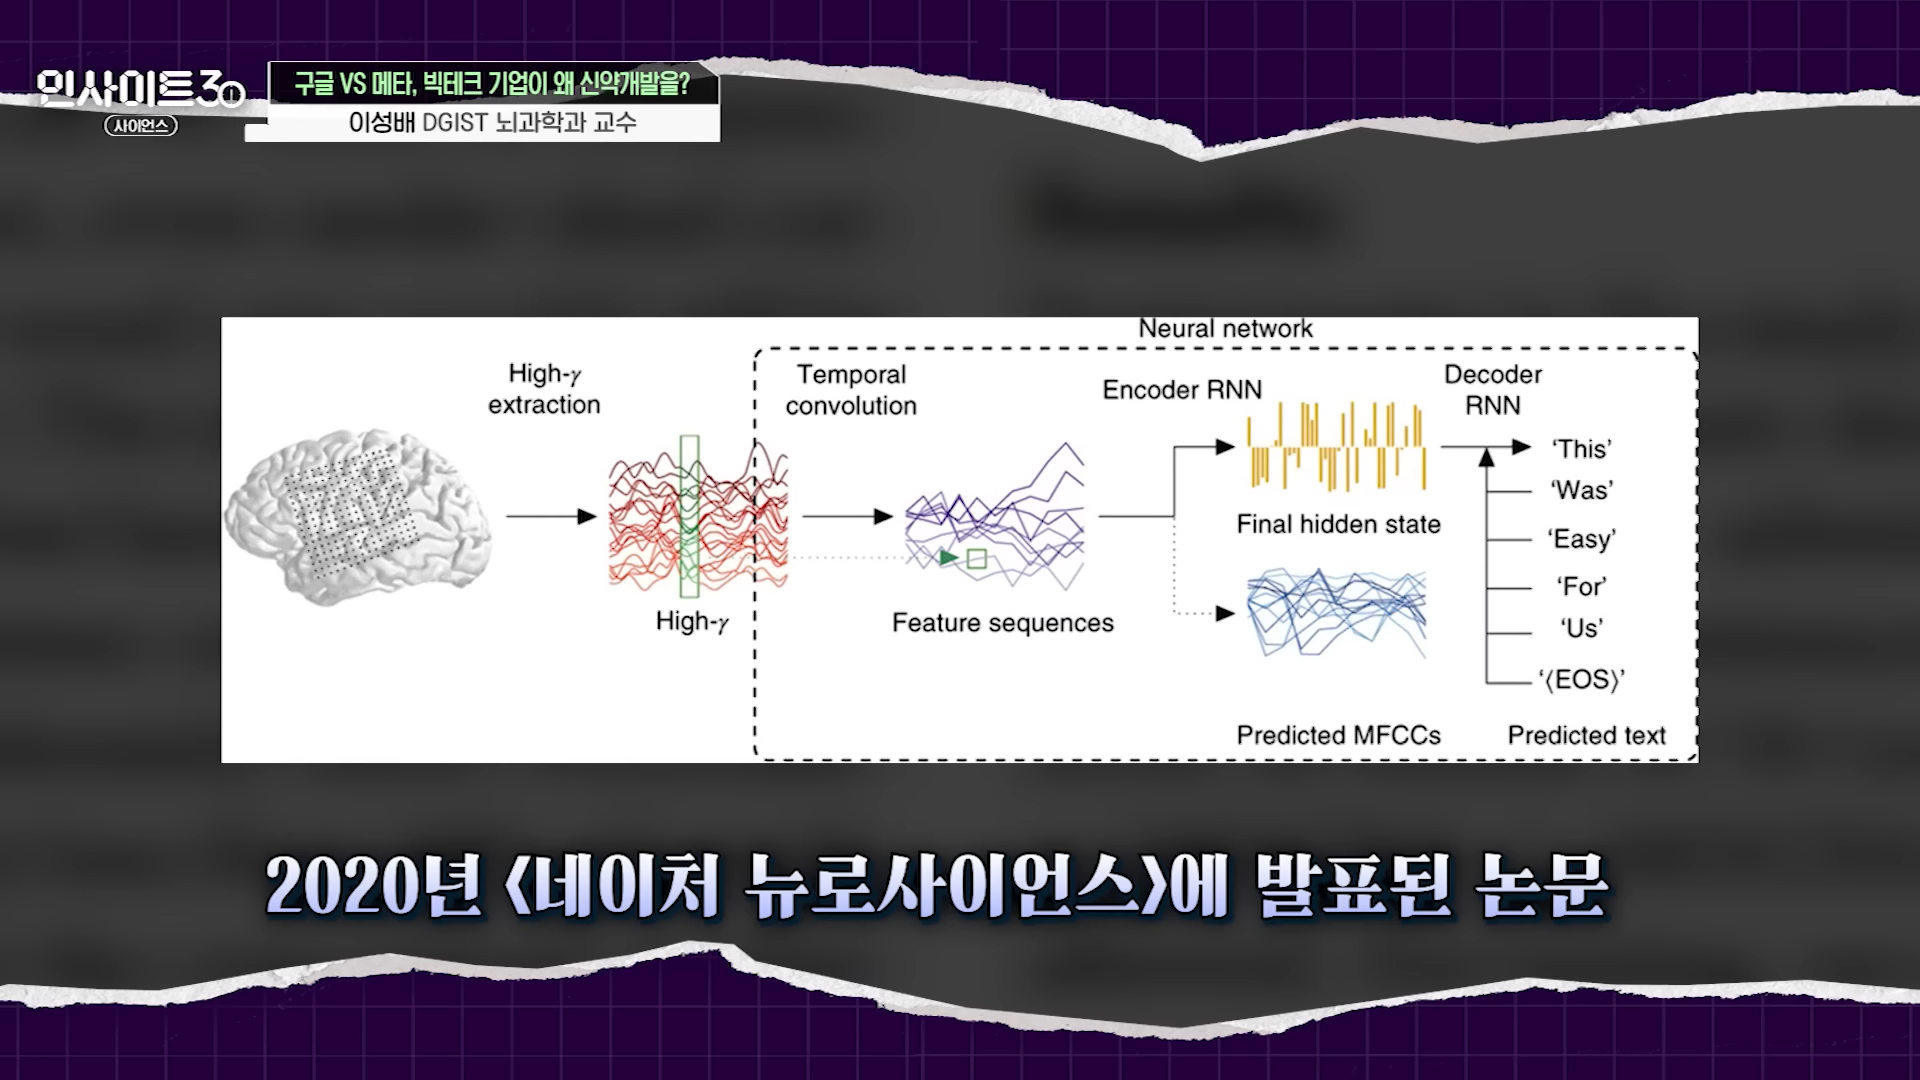 인사이트3o
사이언스
구글 VS 메타, 빅테크 기업이 왜 신약개발을?
이성배 DGIST 뇌과학과 교수
Neural network
High-γ
extraction
Temporal
convolution
Encoder RNN
Decoder
RNN
‘This’
‘Was’
‘Easy’
‘For’
‘Us’
‘⟨EOS⟩’
Final hidden state
High-γ
Feature sequences
Predicted MFCCs
Predicted text
2020년 <네이처 뉴로사이언스>에 발표된 논문